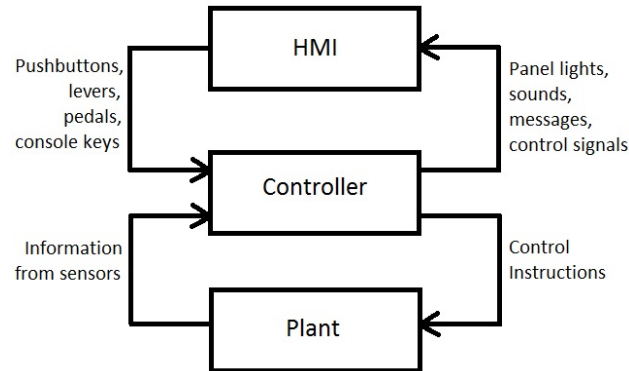 HMI
Pushbuttons,
levers,
pedals,
console keys
Panel lights,
sounds,
messages,
control signals
Controller
Information
from sensors
Control
Instructions
Plant